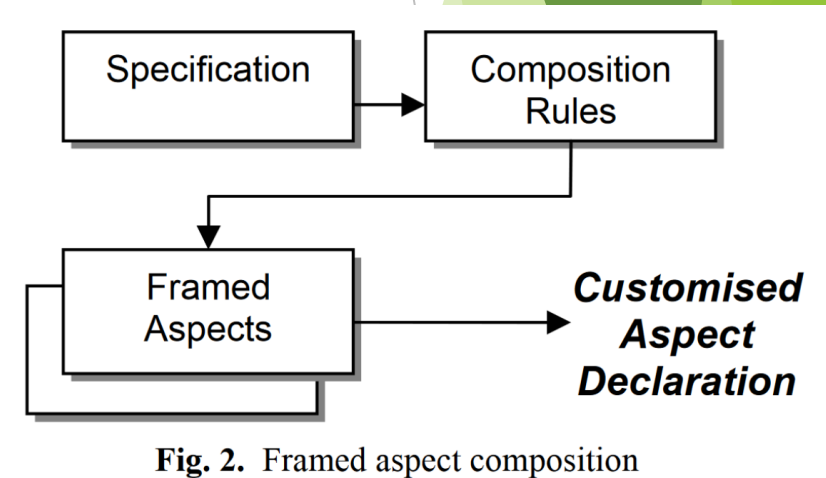 Specification
Composition
Rules
Framed
Aspects
Customised
Aspect
Declaration
Fig. 2. Framed aspect composition